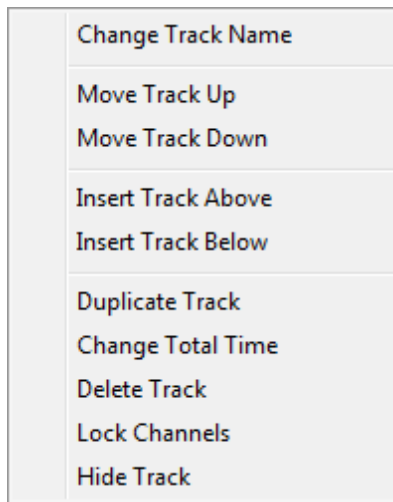 Change Track Name
Move Track Up
Move Track Down
Insert Track Above
Insert Track Below
Duplicate Track
Change Total Time
Delete Track
Lock Channels
Hide Track